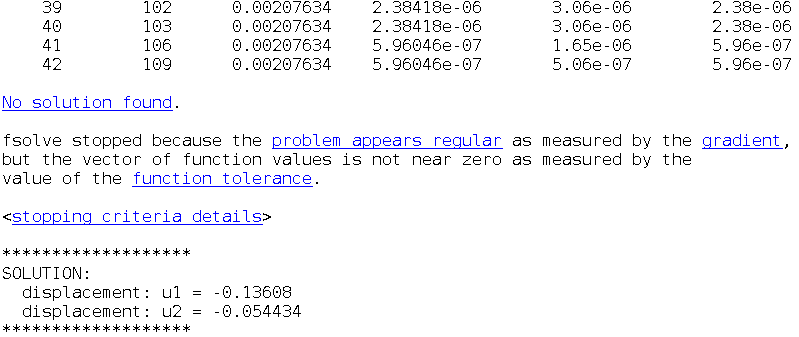 39 102 0.00207634 2.38418e-06 3.06e-06 2.38e-06
40 103 0.00207634 2.38418e-06 3.06e-06 2.38e-06
41 106 0.00207634 5.96046e-07 1.65e-06 5.96e-07
42 109 0.00207634 5.96046e-07 5.06e-07 5.96e-07
No solution found.
fsolve stopped because the problem appears regular as measured by the gradient,
but the vector of function values is not near zero as measured by the
value of the function tolerance.
<stopping criteria details>
*******************
SOLUTION:
displacement: u1 = -0.13608
displacement: u2 = -0.054434
*******************